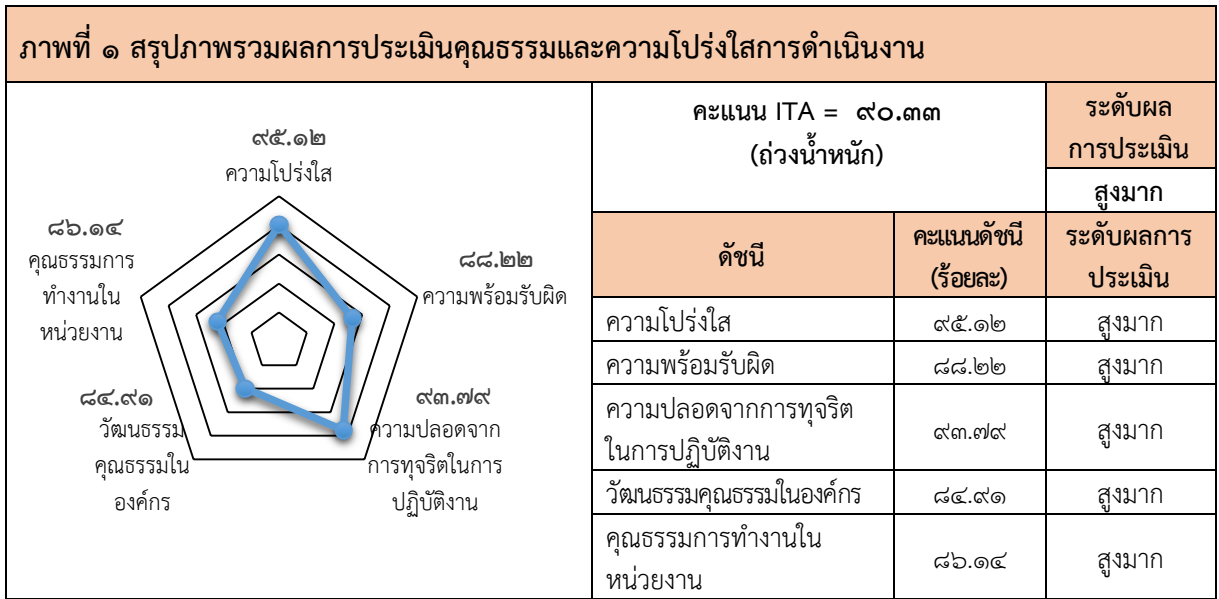 ภาพที่ ๑ สรุปภาพรวมผลการประเมินคุณธรรมและความโปร่งใสการดำเนินงาน
๙๕.๑๒
ความโปร่งใส
๘๘.๒๒
ความพร้อมรับผิด
๙๓.๗๙
ความปลอดจาก
การทุจริตในการ
ปฏิบัติงาน
๘๔.๙๑
วัฒนธรรม
คุณธรรมใน
องค์กร
๘๖.๑๔
คุณธรรมการ
ทำงานใน
หน่วยงาน
คะแนน ITA = ๙๐.๓๓
(ถ่วงน้ำหนัก)
ระดับผล
การประเมิน
สูงมาก
ดัชนี
คะแนนดัชนี
(ร้อยละ)
ระดับผลการ
ประเมิน
ความโปร่งใส
๙๕.๑๒
สูงมาก
ความพร้อมรับผิด
๘๘.๒๒
สูงมาก
ความปลอดจากการทุจริต
ในการปฏิบัติงาน
๙๓.๗๙
สูงมาก
วัฒนธรรมคุณธรรมในองค์กร
๘๔.๙๑
สูงมาก
คุณธรรมการทำงานใน
หน่วยงาน
๘๖.๑๔
สูงมาก